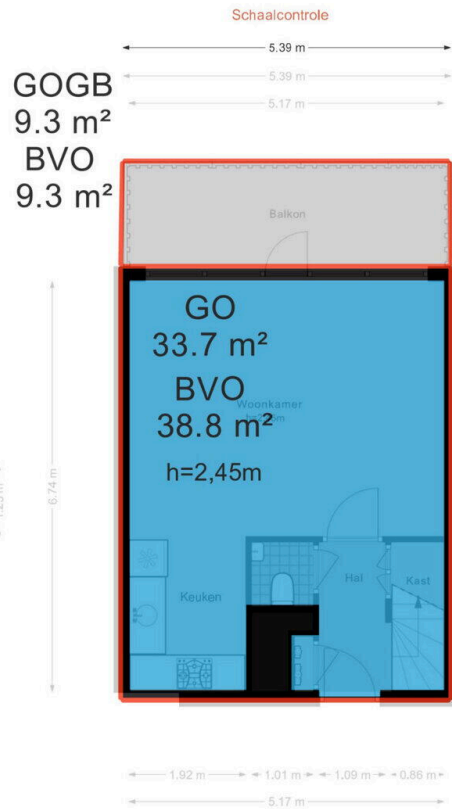 Schaalcontrole
5.39 m
5.39 m
5.17 m
GOGB
9.3 m²
BVO
9.3 m²
Balkon
GO
33.7 m²
BVO
Woonkamer
38.8 m²
h=2,45m
6.74 m
Keuken
Hal
Kast
1.92 m
1.01 m
1.09 m
0.86 m
5.17 m